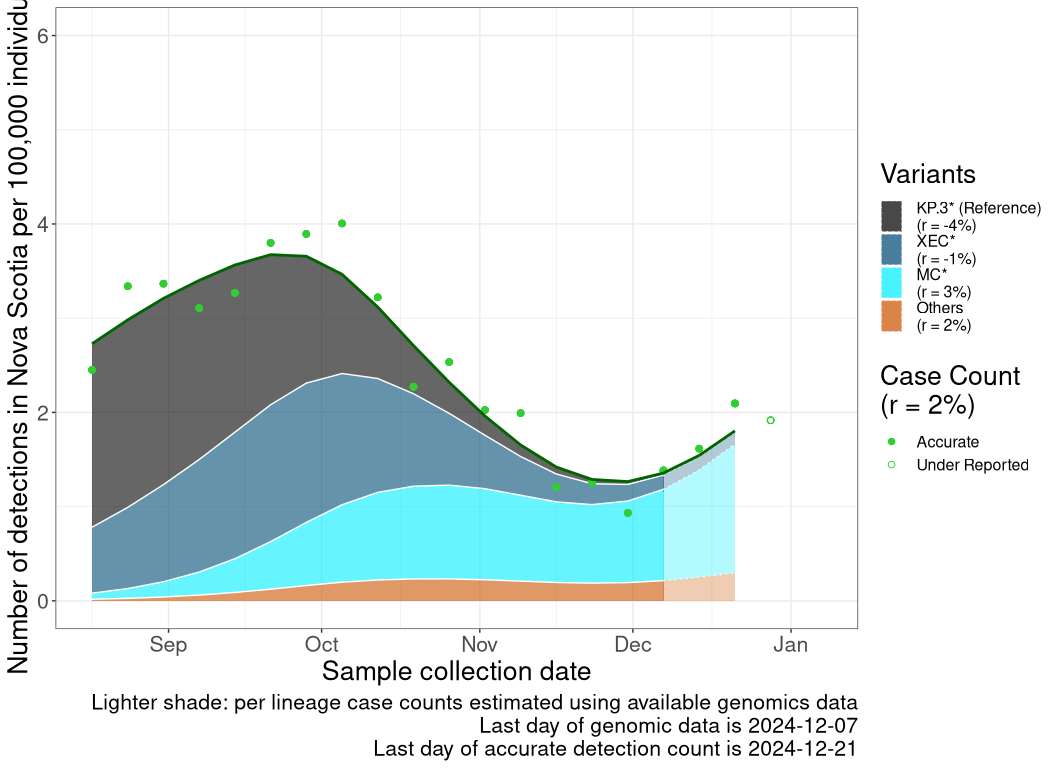 Number of detections in Nova Scotia per 100,000 individu
6
4
2
0
Sep
Oct
Nov
Dec
Jan
Sample collection date
Lighter shade: per lineage case counts estimated using available genomics data
Last day of genomic data is 2024-12-07
Last day of accurate detection count is 2024-12-21
Variants
KP.3* (Reference)
(r = -4%)
XEC*
(r = -1%)
MC*
(r = 3%)
Others
(r = 2%)
Case Count
(r = 2%)
Accurate
Under Reported